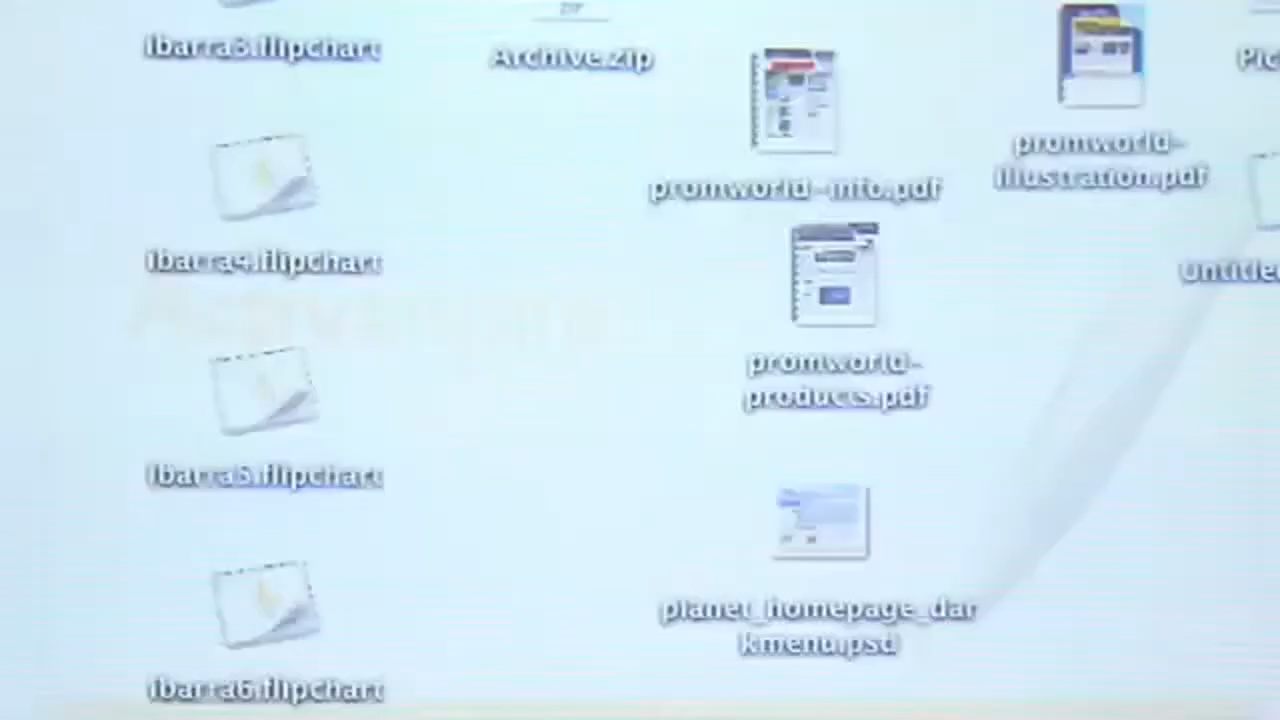 ibarra3.flipchart
Archive.zip
promworld-info.pdf
promworld-
illustration.pdf
ibarra4.flipchart
promworld-
products.pdf
ibarra5.flipchart
planet_homepage_dar
kmenu.psd
ibarra6.flipchart